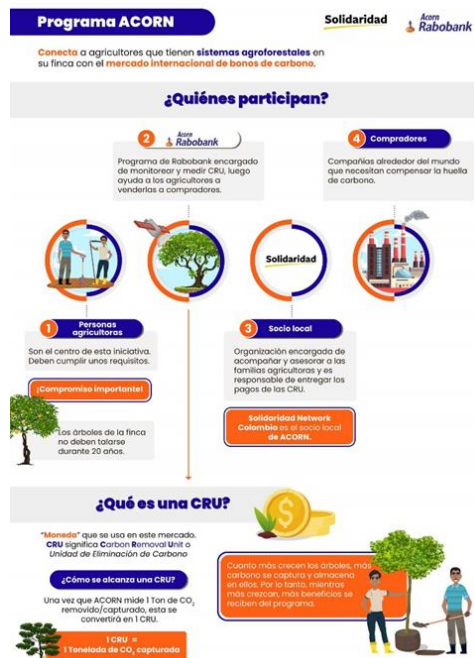 Programa ACORN
Solidaridad
Acorn
Rabobank
Conecta a agricultores que tienen sistemas agroforestales en
su finca con el mercado internacional de bonos de carbono.
¿Quiénes participan?
2
Acorn
Rabobank
Programa de Rabobank encargado
de monitorear y medir CRU, luego
ayuda a los agricultores a
venderlas a compradores.
4 Compradores
Compañías alrededor del mundo
que necesitan compensar la huella
de carbono.
Solidaridad
1 Personas
agricultoras
Son el centro de esta iniciativa.
Deben cumplir unos requisitos.
¡Compromiso importante!
Los árboles de la finca
no deben talarse
durante 20 años.
3 Socio local
Organización encargada de
acompañar y asesorar a las
familias agricultoras y es
responsable de entregar los
pagos de las CRU.
Solidaridad Network
Colombia es el socio local
de ACORN.
¿Qué es una CRU?
"Moneda" que se usa en este mercado.
CRU significa Carbon Removal Unit o
Unidad de Eliminación de Carbono
¿Cómo se alcanza una CRU?
Una vez que ACORN mide 1 Ton de CO₂
removido/capturado, esta se
convertirá en 1 CRU.
1 CRU =
1 Tonelada de CO₂ capturada
$
Cuanto más crecen los árboles, más
carbono se captura y almacena
en ellos. Por lo tanto, mientras
más crezcan, más beneficios se
reciben del programa.